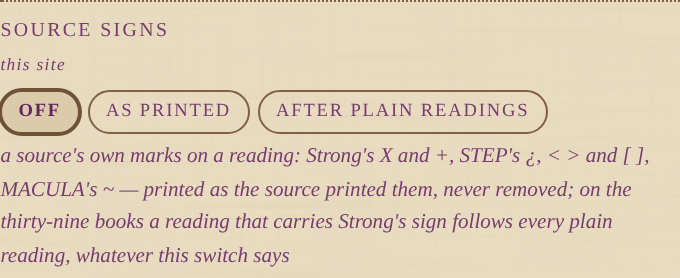 SOURCE SIGNS
this site
OFF AS PRINTED AFTER PLAIN READINGS
a source's own marks on a reading: Strong's X and +, STEP's ¿, < > and [ ],
MACULA's ~ — printed as the source printed them, never removed; on the
thirty-nine books a reading that carries Strong's sign follows every plain
reading, whatever this switch says